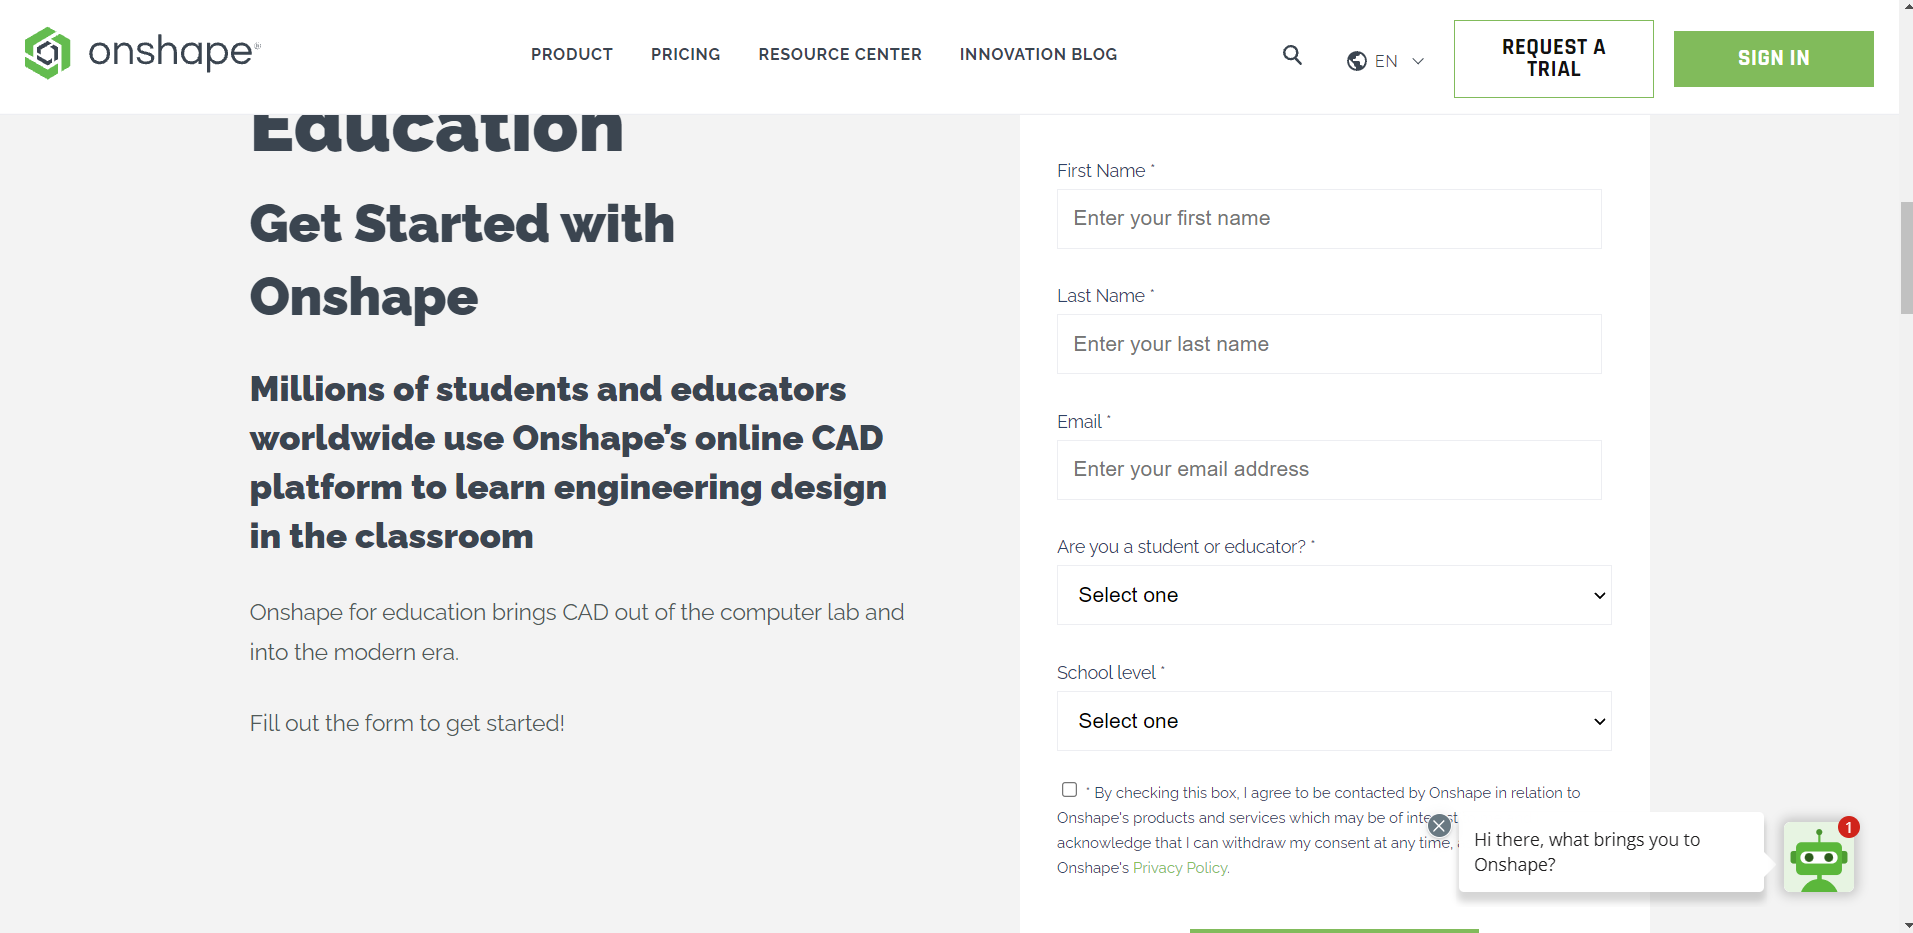 onshape
PRODUCT
PRICING
RESOURCE CENTER
INNOVATION BLOG
EN
REQUEST A
TRIAL
SIGN IN
Education
Get Started with
Onshape
Millions of students and educators
worldwide use Onshape’s online CAD
platform to learn engineering design
in the classroom
Onshape for education brings CAD out of the computer lab and
into the modern era.
Fill out the form to get started!
First Name *
Enter your first name
Last Name *
Enter your last name
Email *
Enter your email address
Are you a student or educator? *
Select one
School level *
Select one
* By checking this box, I agree to be contacted by Onshape in relation to
Onshape's products and services which may be of interest
acknowledge that I can withdraw my consent at any time,
Onshape's Privacy Policy.
Hi there, what brings you to
Onshape?
1